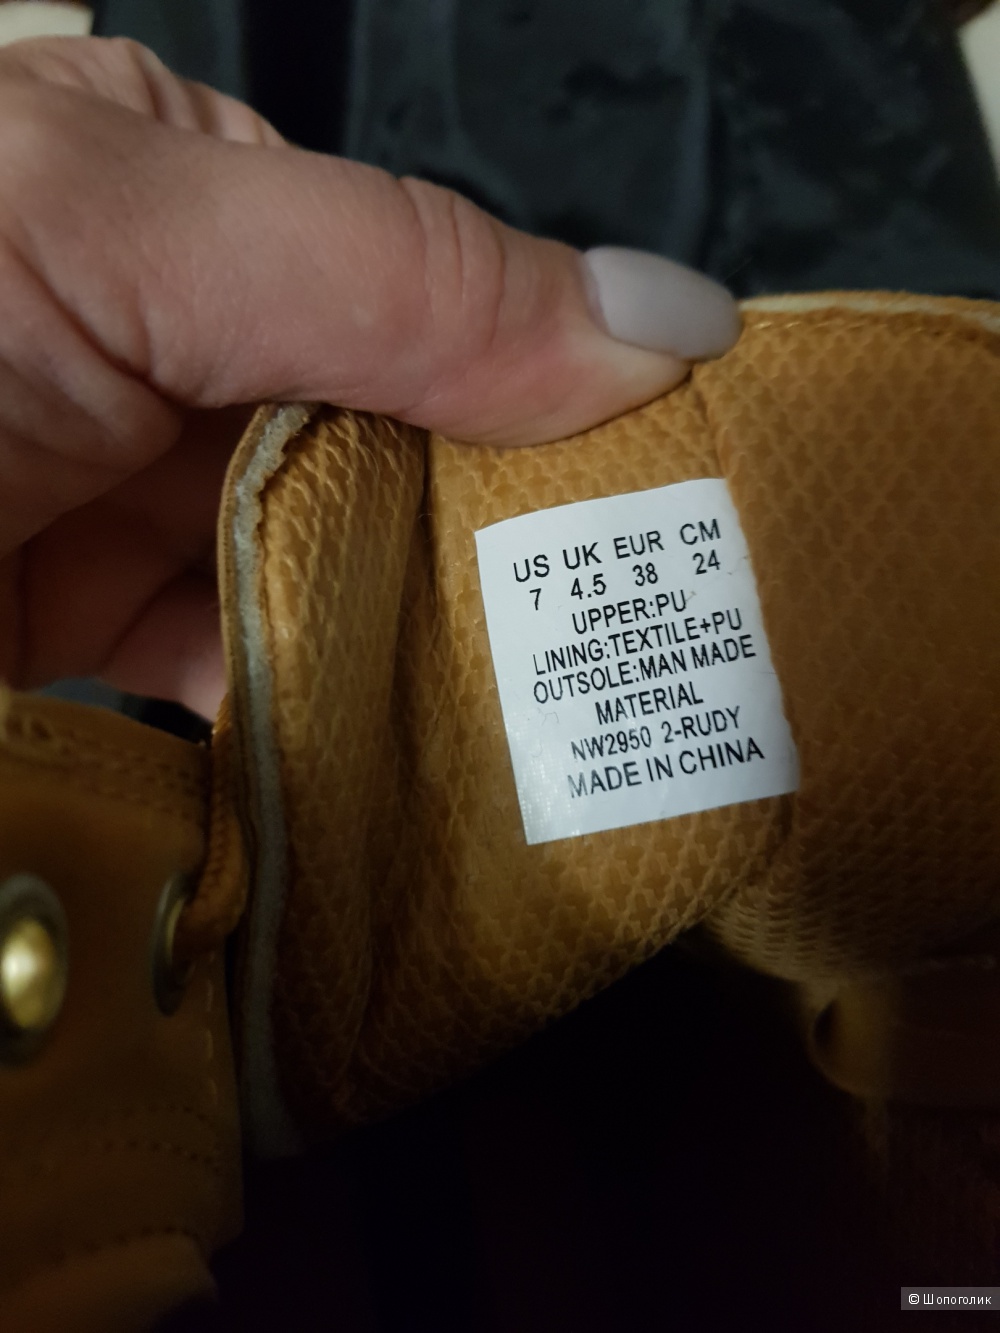 US UK EUR CM
7 4.5 38 24
UPPER:PU
LINING:TEXTILE+PU
OUTSOLE:MAN MADE
MATERIAL
NW2950 2-RUDY
MADE IN CHINA
© Шопоголик